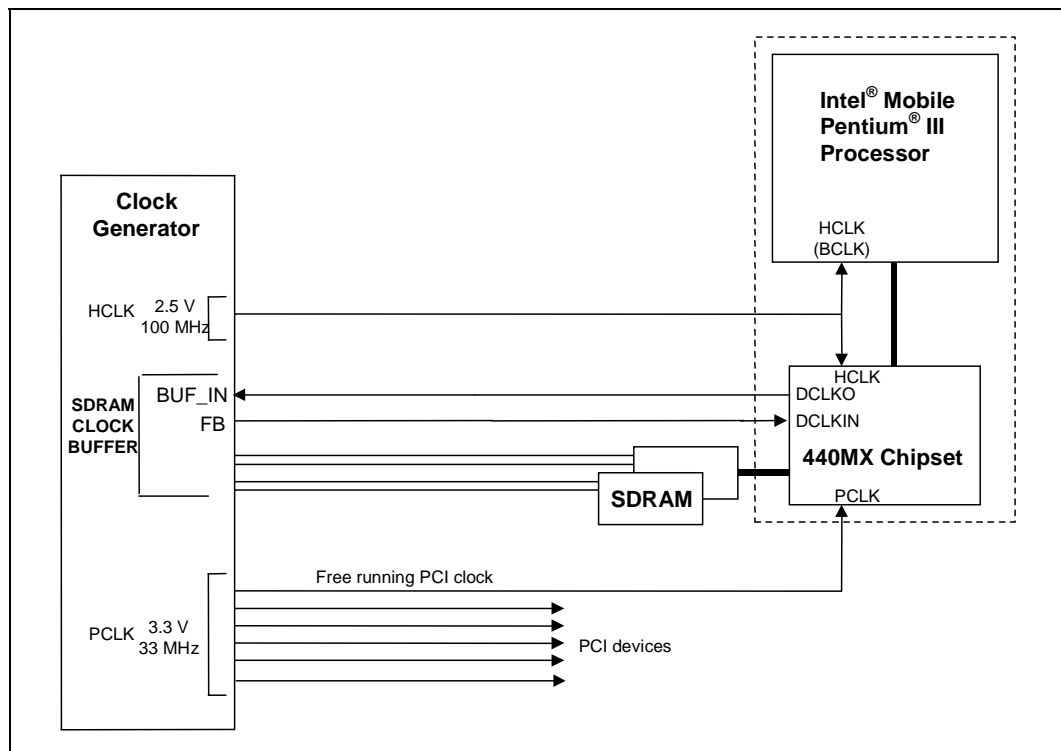 Intel® Mobile
Pentium® III
Processor
HCLK
(BCLK)
Clock
Generator
HCLK
2.5 V
100 MHz
SDRAM
CLOCK
BUFFER
BUF_IN
FB
HCLK
DCLKO
DCLKIN
440MX Chipset
PCLK
SDRAM
Free running PCI clock
PCLK
3.3 V
33 MHz
PCI devices